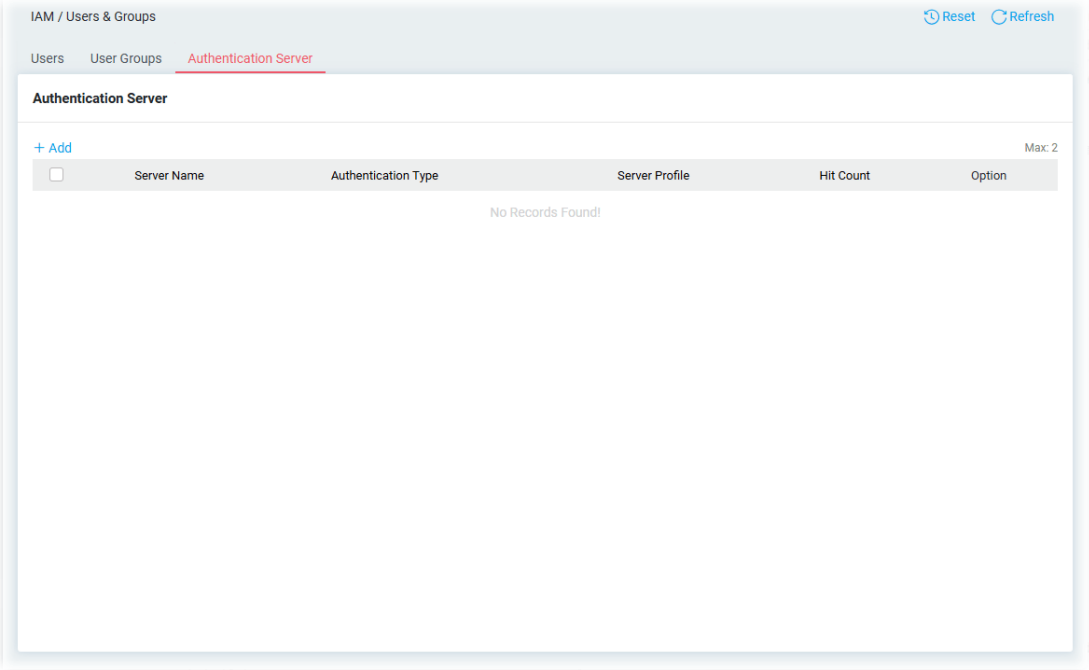 IAM / Users & Groups Reset Refresh
Users User Groups Authentication Server
Authentication Server
+ Add Max: 2
Server Name Authentication Type Server Profile Hit Count Option
No Records Found!